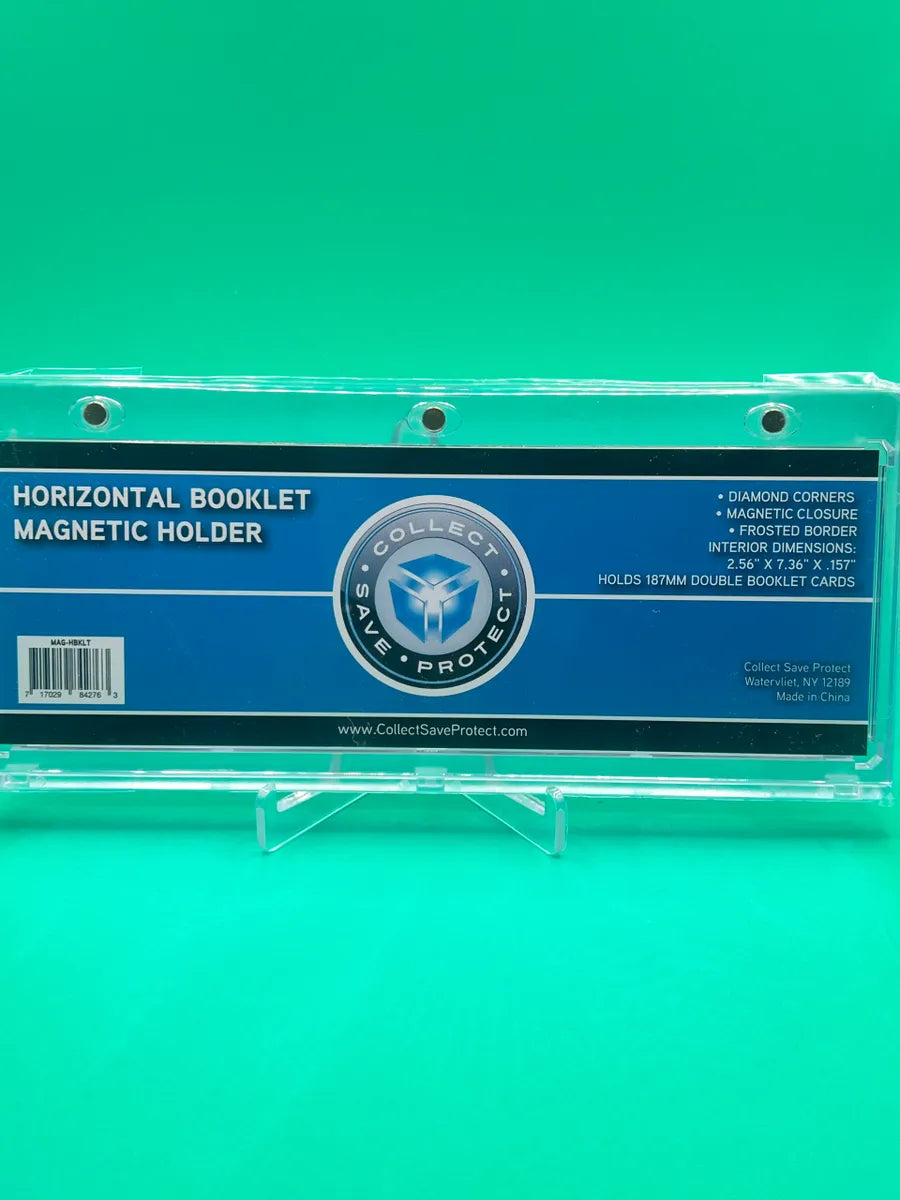 HORIZONTAL BOOKLET
MAGNETIC HOLDER
• DIAMOND CORNERS
• MAGNETIC CLOSURE
• FROSTED BORDER
INTERIOR DIMENSIONS:
2.56" X 7.36" X .157"
HOLDS 187MM DOUBLE BOOKLET CARDS
COLLECT • SAVE • PROTECT •
MAG-HBKLT
7 17029 84276 3
Collect Save Protect
Watervliet, NY 12189
Made in China
www.CollectSaveProtect.com